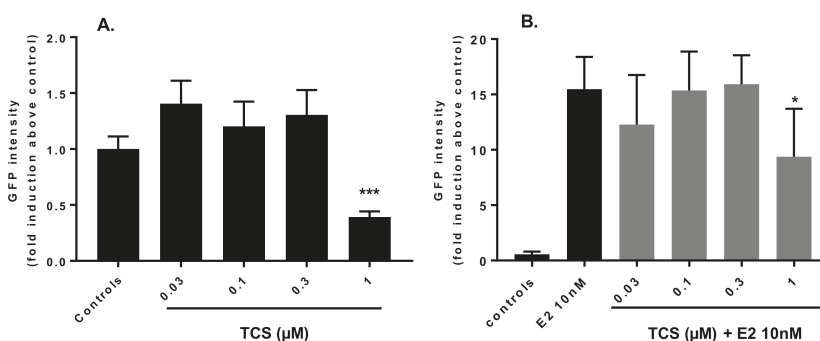 A.
GFP intensity
(fold induction above control)
2.0
1.5
1.0
0.5
0.0
***
Controls
0.03
0.1
0.3
1
TCS (µM)
B.
GFP intensity
(fold induction above control)
20
15
10
5
0
*
controls
E2 10nM
0.03
0.1
0.3
1
TCS (µM) + E2 10nM